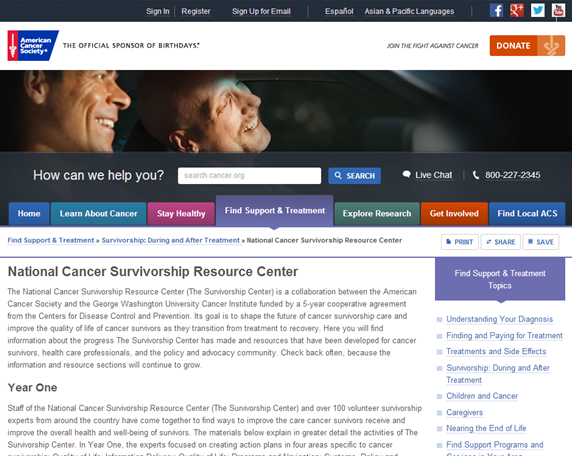 Sign In Register Sign Up for Email Español Asian & Pacific Languages
American
Cancer
Society®
THE OFFICIAL SPONSOR OF BIRTHDAYS.®
JOIN THE FIGHT AGAINST CANCER
DONATE
How can we help you?
search cancer.org
SEARCH
Live Chat
800-227-2345
Home
Learn About Cancer
Stay Healthy
Find Support & Treatment
Explore Research
Get Involved
Find Local ACS
Find Support & Treatment » Survivorship: During and After Treatment » National Cancer Survivorship Resource Center
PRINT
SHARE
SAVE
National Cancer Survivorship Resource Center
The National Cancer Survivorship Resource Center (The Survivorship Center) is a collaboration between the American
Cancer Society and the George Washington University Cancer Institute funded by a 5-year cooperative agreement
from the Centers for Disease Control and Prevention. Its goal is to shape the future of cancer survivorship care and
improve the quality of life of cancer survivors as they transition from treatment to recovery. Here you will find
information about the progress The Survivorship Center has made and resources that have been developed for cancer
survivors, health care professionals, and the policy and advocacy community. Check back often, because the
information and resource sections will continue to grow.
Year One
Staff of the National Cancer Survivorship Resource Center (The Survivorship Center) and over 100 volunteer survivorship
experts from around the country have come together to find ways to improve the care cancer survivors receive and
improve the overall health and well-being of survivors. The materials below explain in greater detail the activities of The
Survivorship Center. In Year One, the experts focused on creating action plans in four areas specific to cancer
Find Support & Treatment
Topics
Understanding Your Diagnosis
Finding and Paying for Treatment
Treatments and Side Effects
Survivorship: During and After
Treatment
Children and Cancer
Caregivers
Nearing the End of Life
Find Support Programs and
Services in Your Area